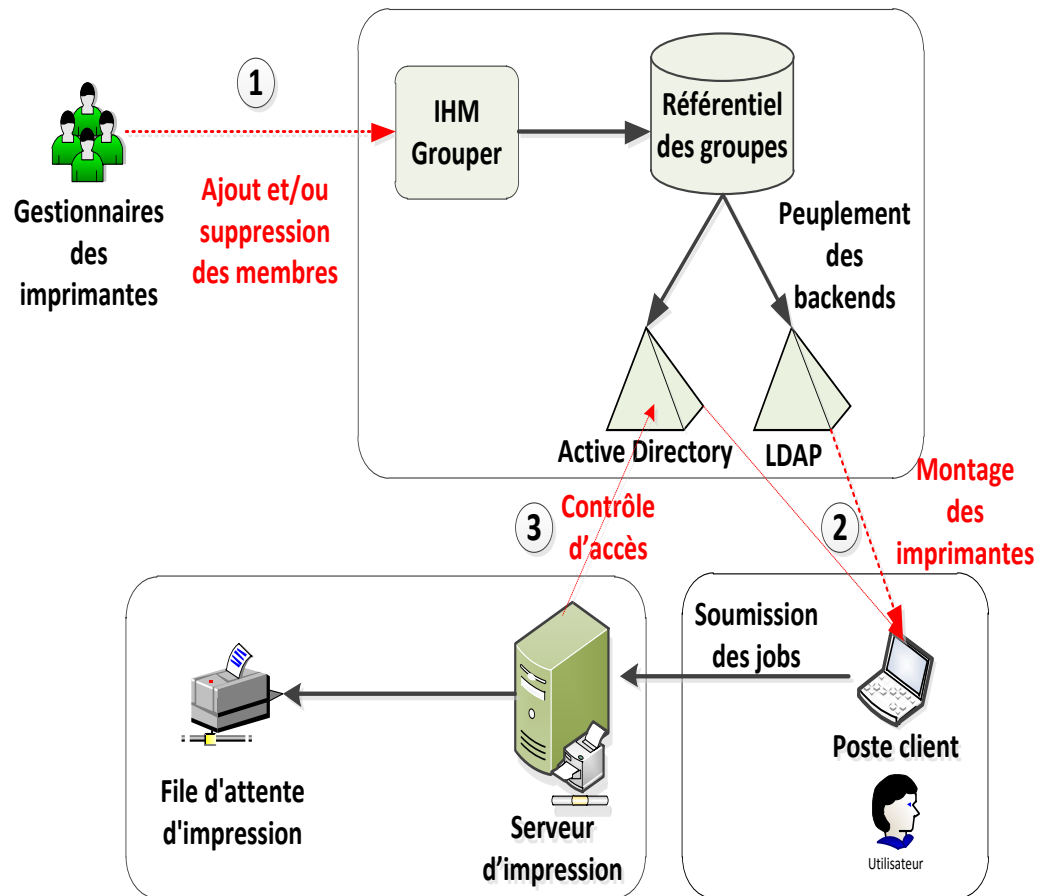 1
IHM
Grouper
Référentiel
des groupes
Gestionnaires
des
imprimantes
Ajout et/ou
suppression
des membres
Peuplement
des
backends
Active Directory
LDAP
Montage
des
imprimantes
3
Contrôle
d’accès
2
Soumission
des jobs
File d'attente
d'impression
Serveur
d’impression
Poste client
Utilisateur